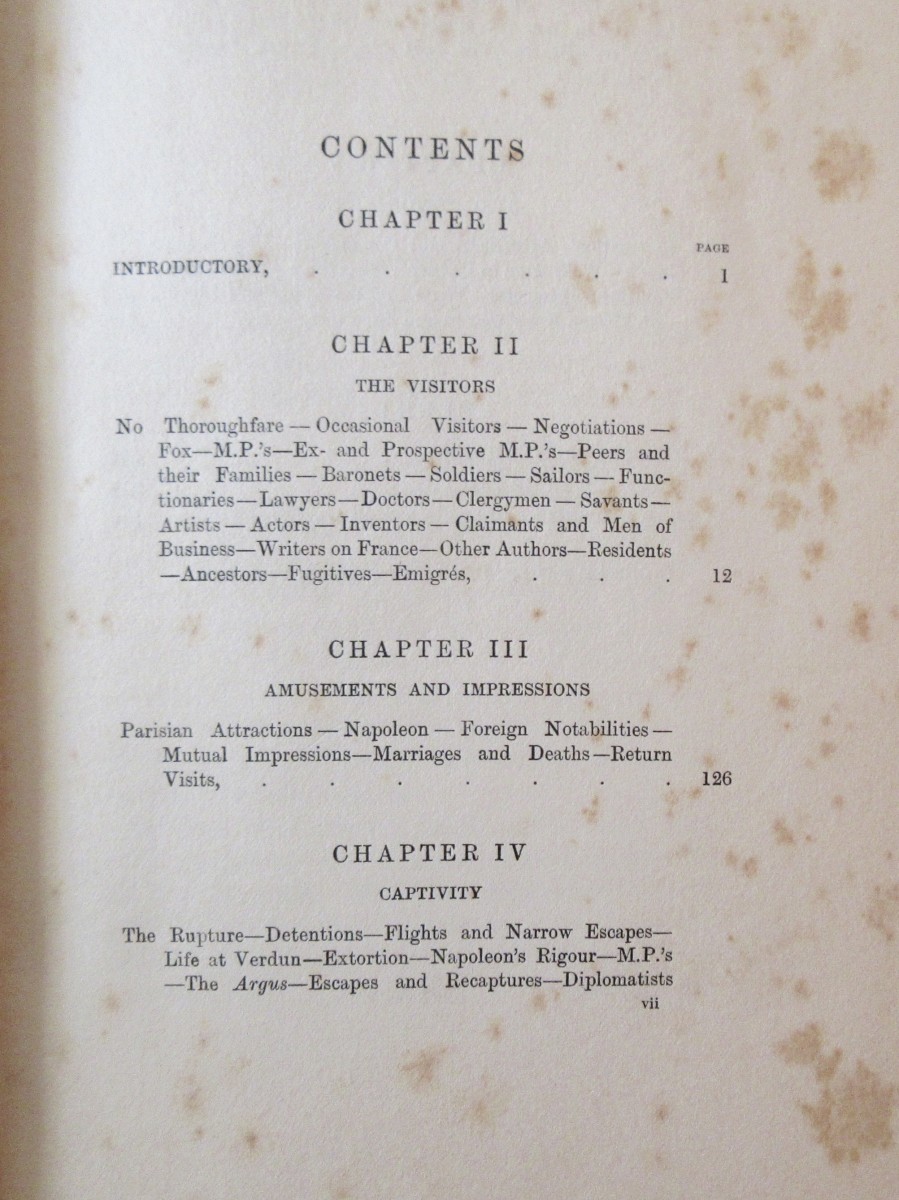 CONTENTS
CHAPTER I
PAGE
INTRODUCTORY, . . . . . . 1
CHAPTER II
THE VISITORS
No Thoroughfare — Occasional Visitors — Negotiations —
Fox—M.P.'s—Ex- and Prospective M.P.'s—Peers and
their Families — Baronets — Soldiers — Sailors — Func-
tionaries—Lawyers—Doctors—Clergymen — Savants—
Artists — Actors — Inventors — Claimants and Men of
Business—Writers on France—Other Authors—Residents
—Ancestors—Fugitives—Emigrés, . . . 12
CHAPTER III
AMUSEMENTS AND IMPRESSIONS
Parisian Attractions — Napoleon — Foreign Notabilities —
Mutual Impressions—Marriages and Deaths—Return
Visits, . . . . . . . 126
CHAPTER IV
CAPTIVITY
The Rupture—Detentions—Flights and Narrow Escapes—
Life at Verdun—Extortion—Napoleon's Rigour—M.P.'s
—The Argus—Escapes and Recaptures—Diplomatists
vii